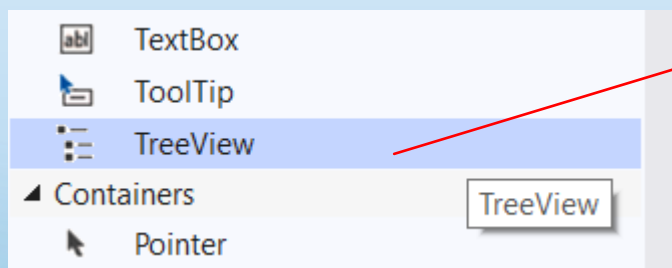 abl TextBox
ToolTip
TreeView
Containers
TreeView
Pointer